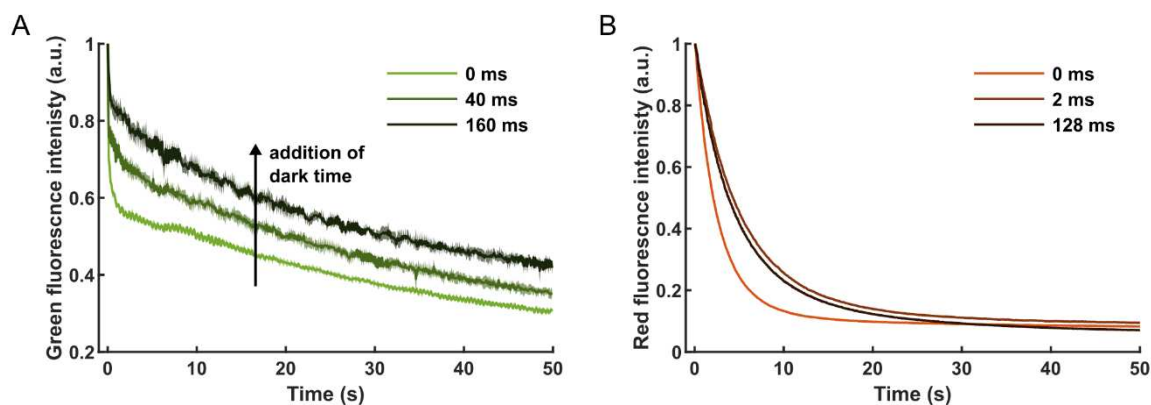 A
Green fluorescnce intenisty (a.u.)
1
0.8
0.6
0.4
0.2
0 ms
40 ms
160 ms
addition of
dark time
0
10
20
30
40
50
Time (s)
B
Red fluorescnce intenisty (a.u.)
1
0.8
0.6
0.4
0.2
0
0 ms
2 ms
128 ms
0
10
20
30
40
50
Time (s)